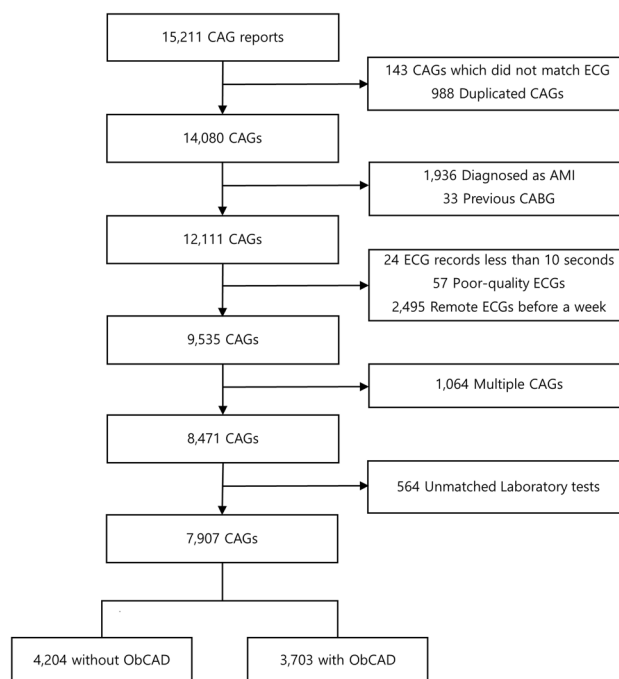 15,211 CAG reports
143 CAGs which did not match ECG
988 Duplicated CAGs
14,080 CAGs
1,936 Diagnosed as AMI
33 Previous CABG
12,111 CAGs
24 ECG records less than 10 seconds
57 Poor-quality ECGs
2,495 Remote ECGs before a week
9,535 CAGs
1,064 Multiple CAGs
8,471 CAGs
564 Unmatched Laboratory tests
7,907 CAGs
4,204 without ObCAD
3,703 with ObCAD